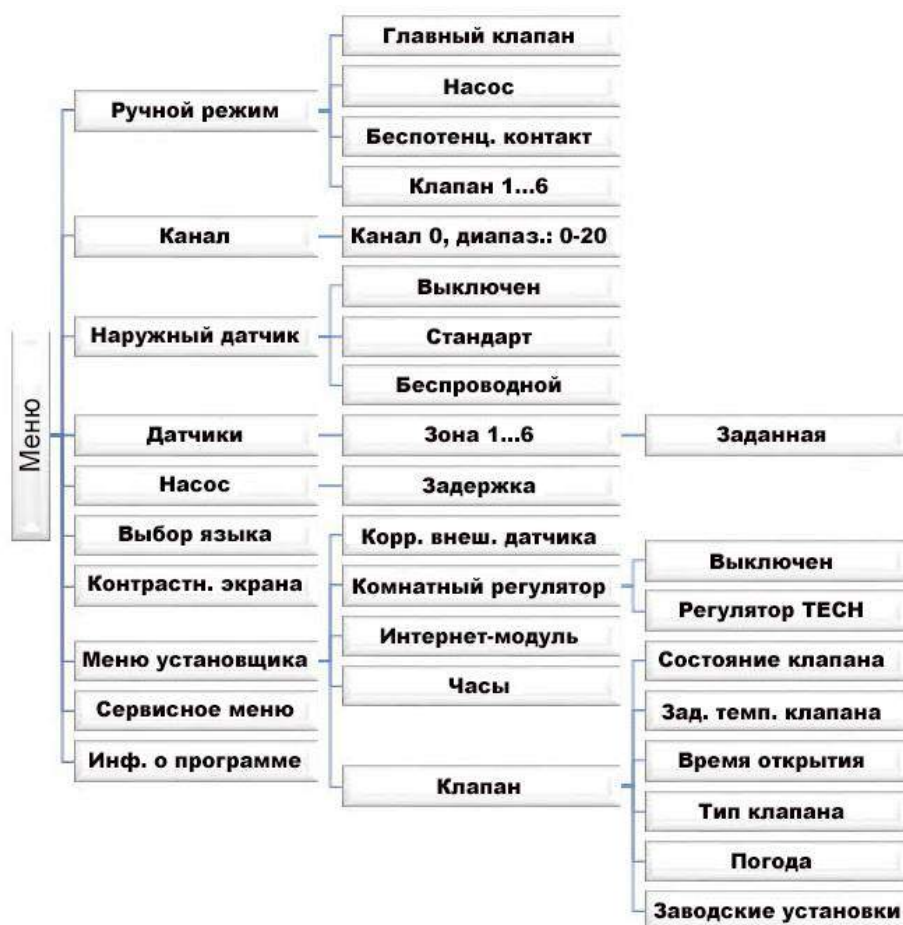 Меню
Ручной режим
Главный клапан
Насос
Беспотенц. контакт
Клапан 1...6
Канал
Канал 0, диапаз.: 0-20
Наружный датчик
Выключен
Стандарт
Беспроводной
Датчики
Зона 1...6
Заданная
Насос
Задержка
Выбор языка
Контрастн. экрана
Меню установщика
Корр. внеш. датчика
Комнатный регулятор
Выключен
Регулятор TECH
Интернет-модуль
Часы
Клапан
Состояние клапана
Зад. темп. клапана
Время открытия
Тип клапана
Погода
Заводские установки
Сервисное меню
Инф. о программе